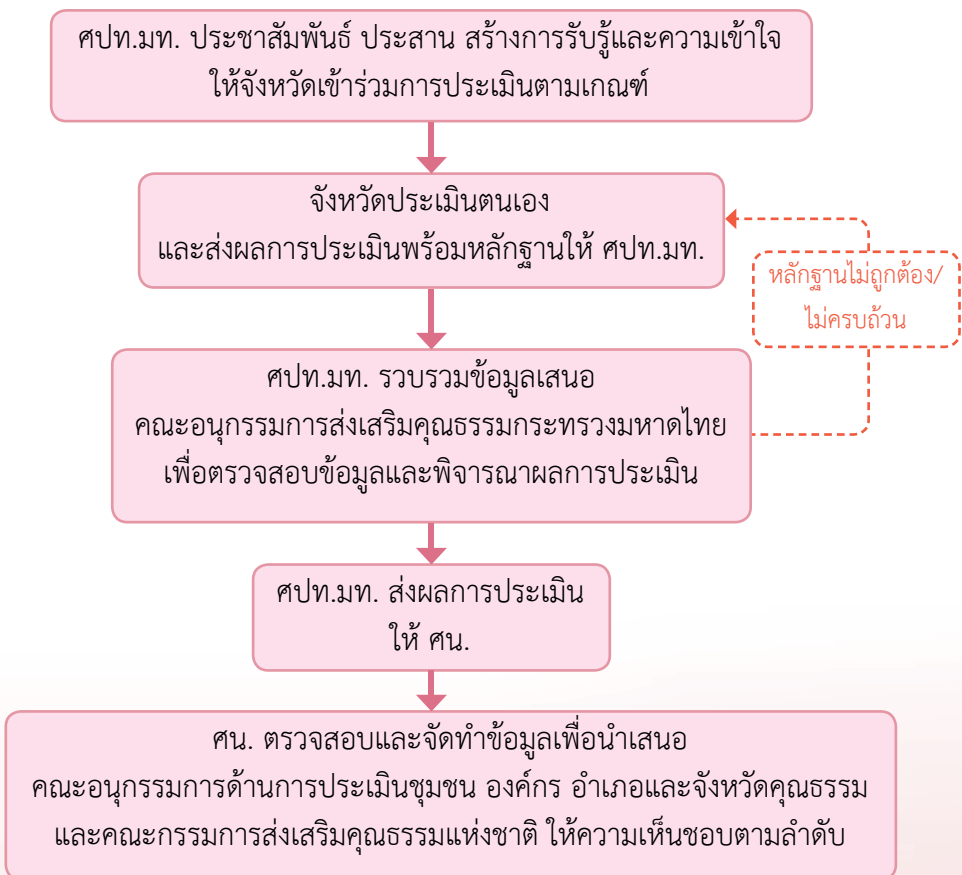 ศปท.มท. ประชาสัมพันธ์ ประสาน สร้างการรับรู้และความเข้าใจ
ให้จังหวัดเข้าร่วมการประเมินตามเกณฑ์
จังหวัดประเมินตนเอง
และส่งผลการประเมินพร้อมหลักฐานให้ ศปท.มท.
หลักฐานไม่ถูกต้อง/
ไม่ครบถ้วน
ศปท.มท. รวบรวมข้อมูลเสนอ
คณะอนุกรรมการส่งเสริมคุณธรรมกระทรวงมหาดไทย
เพื่อตรวจสอบข้อมูลและพิจารณาผลการประเมิน
ศปท.มท. ส่งผลการประเมิน
ให้ ศน.
ศน. ตรวจสอบและจัดทำข้อมูลเพื่อนำเสนอ
คณะอนุกรรมการด้านการประเมินชุมชน องค์กร อำเภอและจังหวัดคุณธรรม
และคณะกรรมการส่งเสริมคุณธรรมแห่งชาติ ให้ความเห็นชอบตามลำดับ